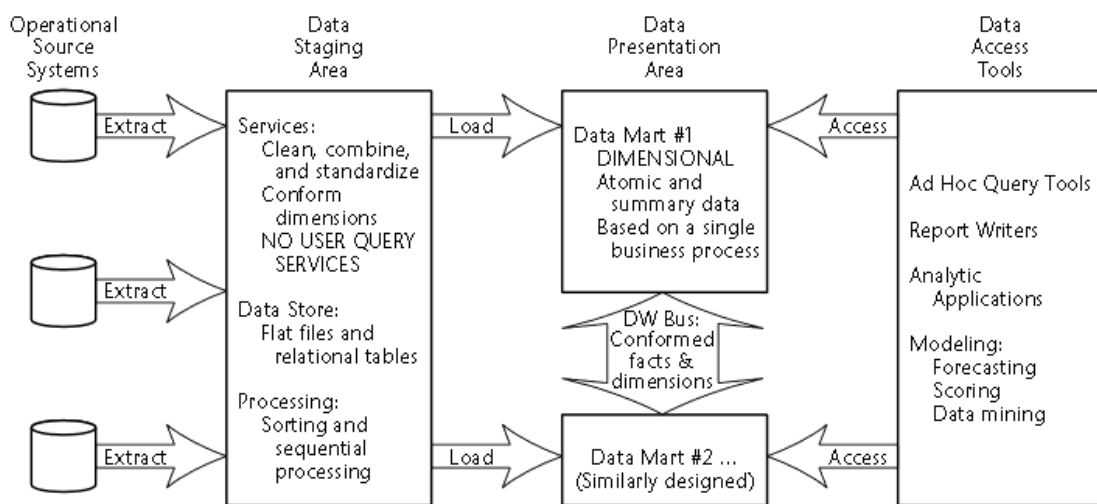 Operational
Source
Systems
Data
Staging
Area
Data
Presentation
Area
Data
Access
Tools
Extract
Extract
Extract
Services:
Clean, combine,
and standardize
Conform
dimensions
NO USER QUERY
SERVICES
Data Store:
Flat files and
relational tables
Processing:
Sorting and
sequential
processing
Load
Load
Data Mart #1
DIMENSIONAL
Atomic and
summary data
Based on a single
business process
DW Bus:
Conformed
facts &
dimensions
Data Mart #2 ...
(Similarly designed)
Access
Access
Ad Hoc Query Tools
Report Writers
Analytic
Applications
Modeling:
Forecasting
Scoring
Data mining